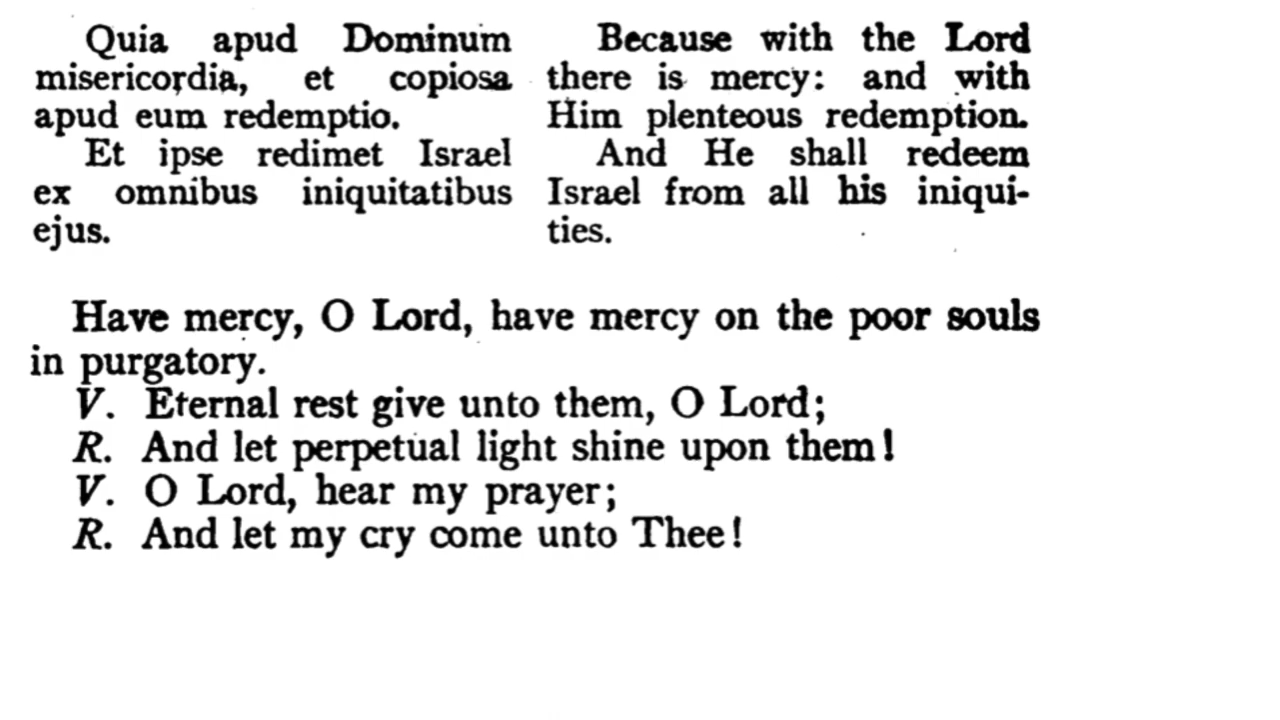 Quia apud Dominum
misericordia, et copiosa
apud eum redemptio.
Et ipse redimet Israel
ex omnibus iniquitatibus
ejus.
Because with the Lord
there is mercy: and with
Him plenteous redemption.
And He shall redeem
Israel from all his iniqui-
ties.
Have mercy, O Lord, have mercy on the poor souls
in purgatory.
V. Eternal rest give unto them, O Lord;
R. And let perpetual light shine upon them!
V. O Lord, hear my prayer;
R. And let my cry come unto Thee!